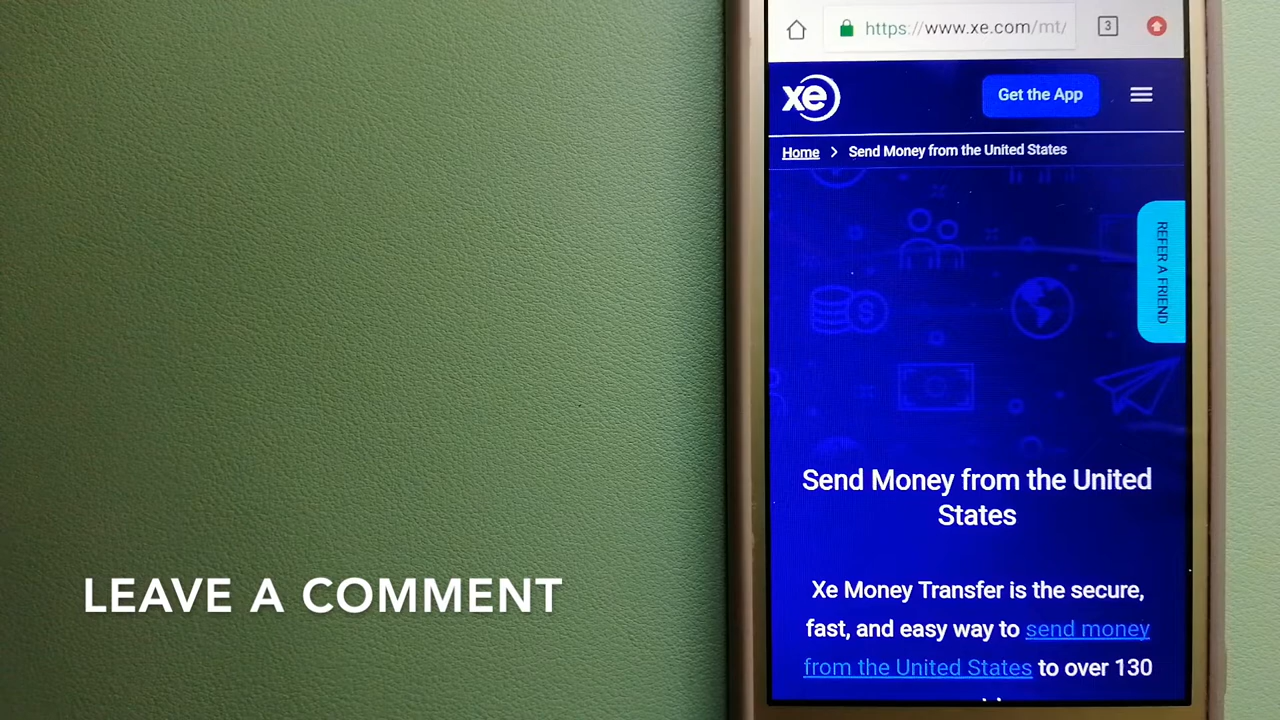 https://www.xe.com/mt/
3
xe
Get the App
Home > Send Money from the United States
REFER A FRIEND
Send Money from the United
States
Xe Money Transfer is the secure,
fast, and easy way to send money
from the United States to over 130
LEAVE A COMMENT